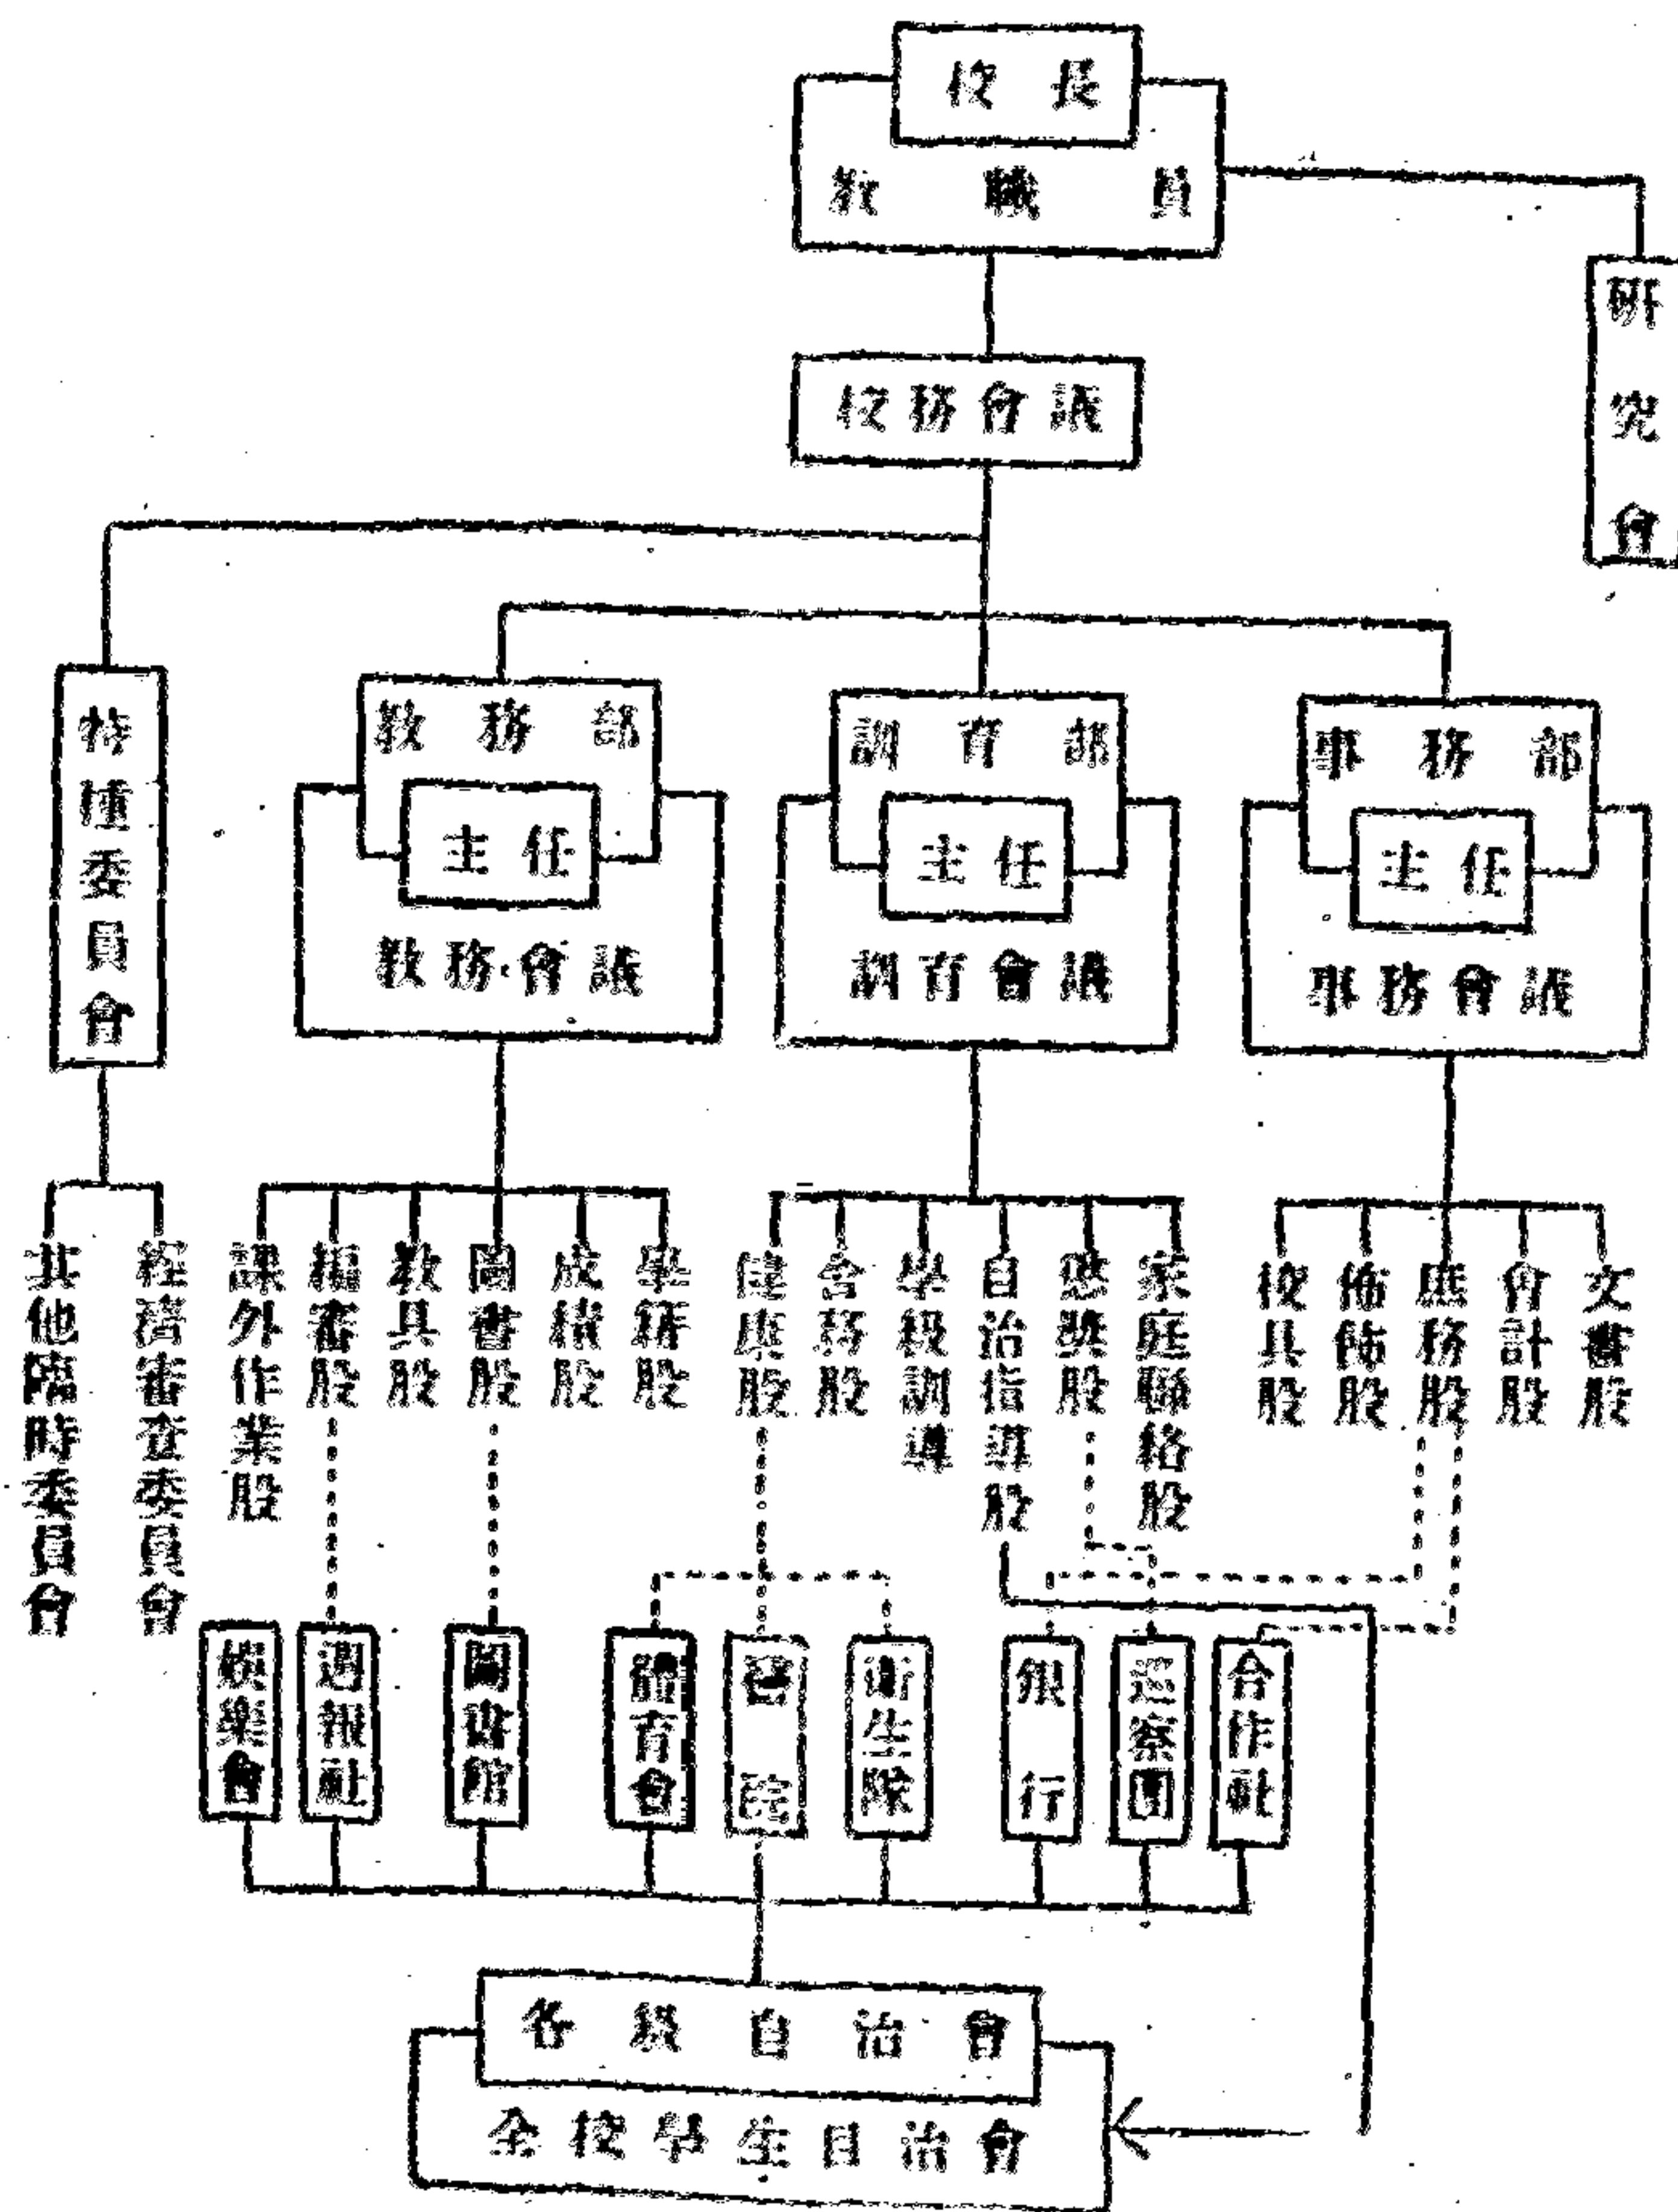 校長
教職員
研究會
校務會議
特種委員會
教務部
主任
教務會議
訓育部
主任
訓育會議
事務部
主任
事務會議
其他臨時委員會
經濟審查委員會
課外作業股
編審股
教具股
圖書股
成績股
學籍股
健康股
舍務股
學級訓導
自治指導股
懲獎股
家庭聯絡股
校具股
佈佈股
庶務股
會計股
文書股
娛樂會
週報社
圖書館
體育會
醫院
衛生隊
銀行
巡察團
合作社
各級自治會
全校學生自治會